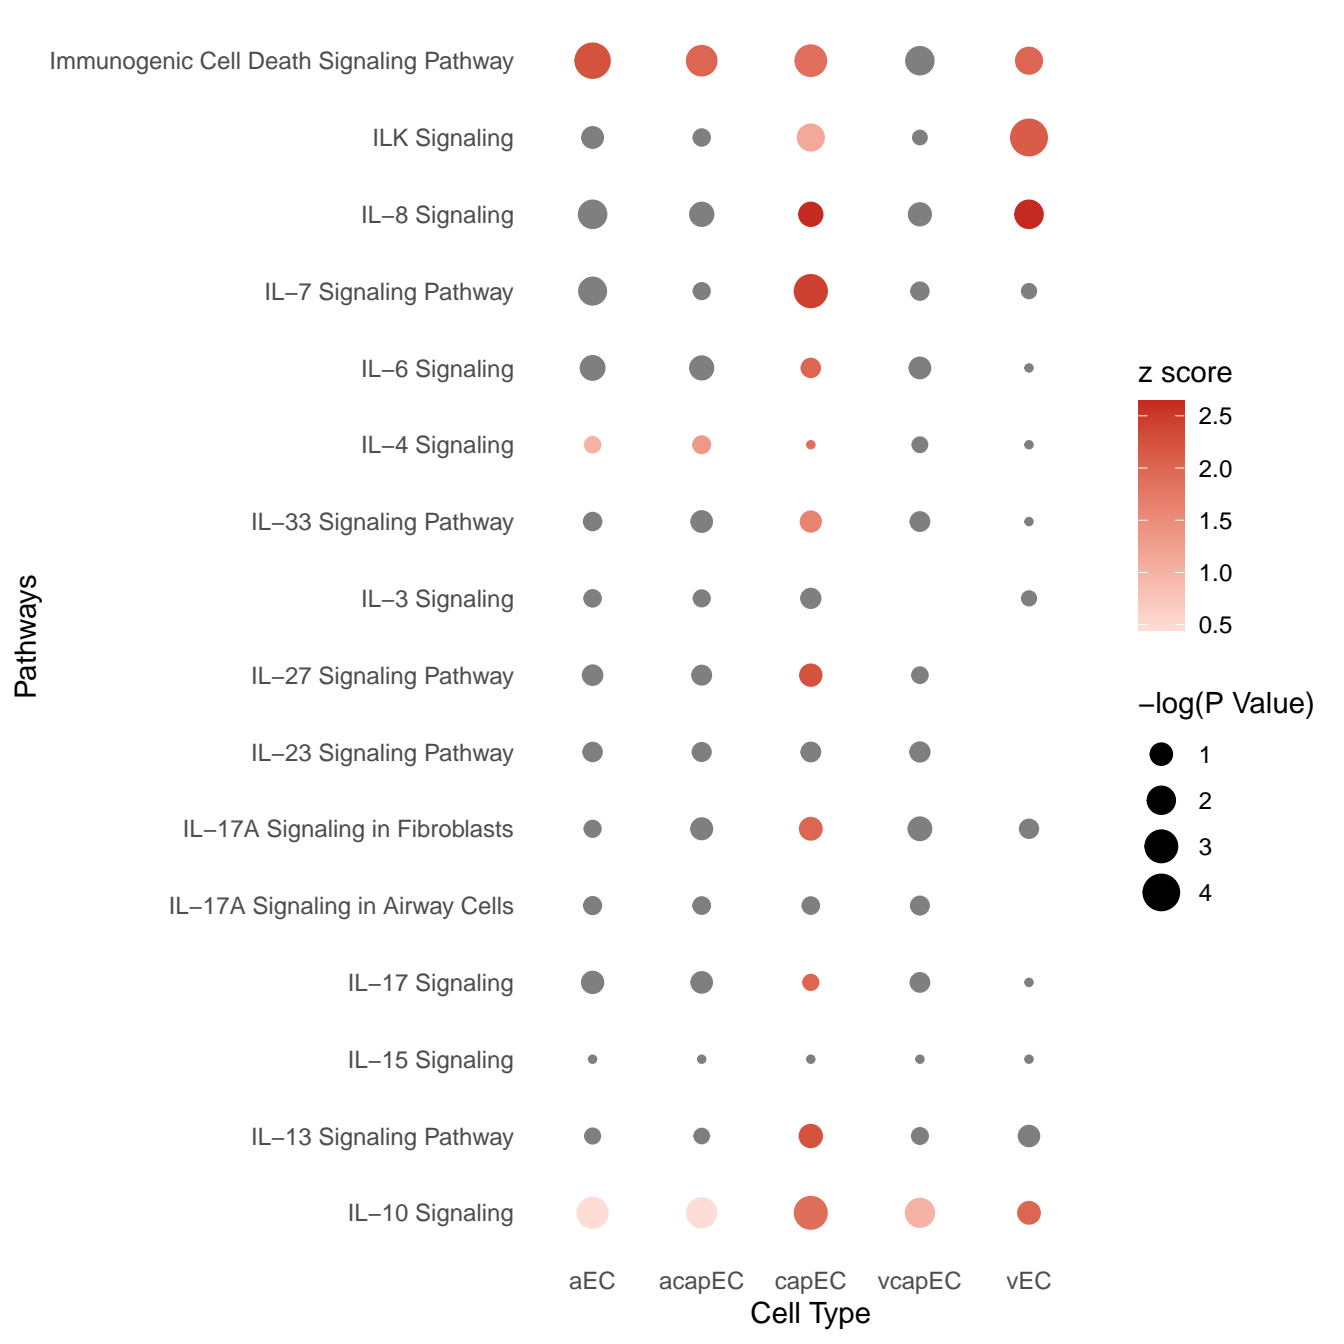 Immunogenic Cell Death Signaling Pathway
ILK Signaling
IL−8 Signaling
IL−7 Signaling Pathway
IL−6 Signaling
IL−4 Signaling
IL−33 Signaling Pathway
IL−3 Signaling
IL−27 Signaling Pathway
IL−23 Signaling Pathway
IL−17A Signaling in Fibroblasts
IL−17A Signaling in Airway Cells
IL−17 Signaling
IL−15 Signaling
IL−13 Signaling Pathway
IL−10 Signaling
Pathways
aEC acapEC capEC vcapEC vEC
Cell Type
z score
2.5
2.0
1.5
1.0
0.5
−log(P Value)
1
2
3
4